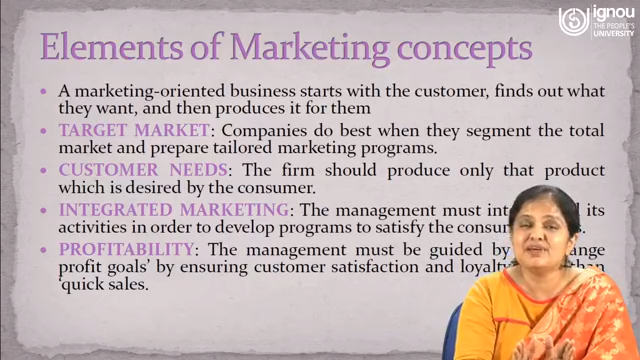 ignou
THE PEOPLE'S
UNIVERSITY
Elements of Marketing concepts
• A marketing-oriented business starts with the customer, finds out what
they want, and then produces it for them
• TARGET MARKET: Companies do best when they segment the total
market and prepare tailored marketing programs.
• CUSTOMER NEEDS: The firm should produce only that product
which is desired by the consumer.
• INTEGRATED MARKETING: The management must its
activities in order to develop programs to satisfy the
• PROFITABILITY: The management must be guided by
profit goals' by ensuring customer satisfaction and loyalty
'quick sales.